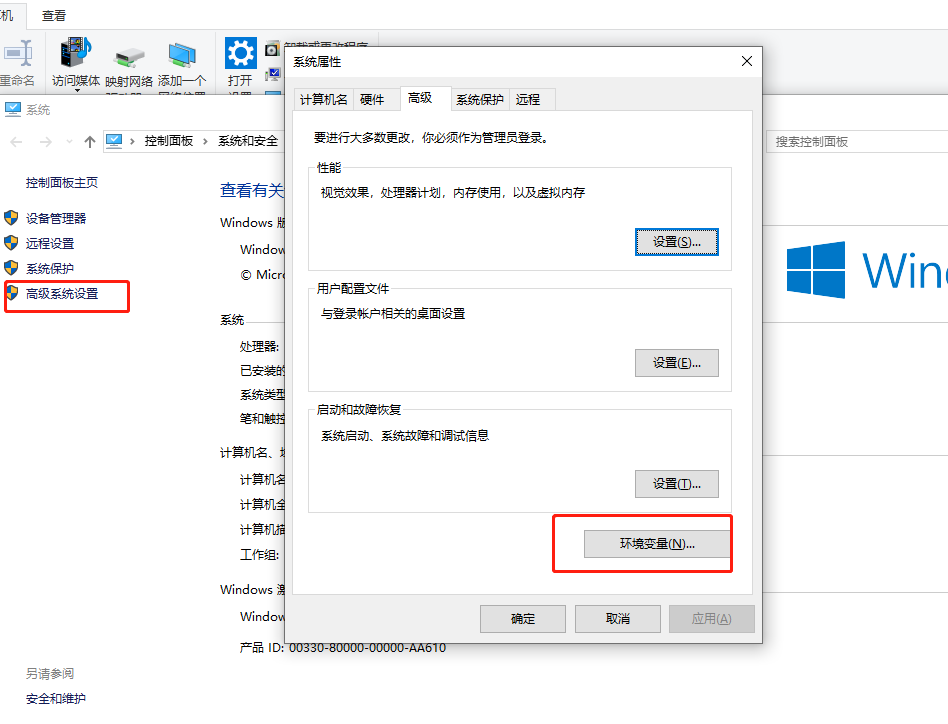 机
查看
重命名
访问媒体
映射网络
添加一个
打开
卸载或更改程序
系统
控制面板
系统和安全
搜索控制面板
控制面板主页
设备管理器
远程设置
系统保护
高级系统设置
查看有关
Windows
Window
© Micro
系统
处理器:
已安装的
系统类型
笔和触控
计算机名、
计算机名
计算机全
计算机描
工作组:
Windows 激
Window
产品 ID: 00330-80000-00000-AA610
另请参阅
安全和维护
Wind
系统属性
计算机名
硬件
高级
系统保护
远程
要进行大多数更改，你必须作为管理员登录。
性能
视觉效果，处理器计划，内存使用，以及虚拟内存
设置(S)...
用户配置文件
与登录帐户相关的桌面设置
设置(E)...
启动和故障恢复
系统启动、系统故障和调试信息
设置(T)...
环境变量(N)...
确定
取消
应用(A)